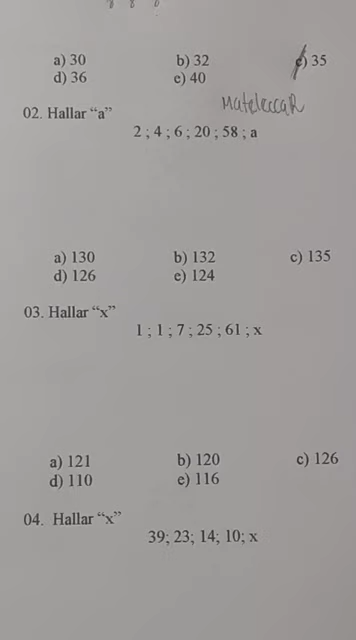 a) 30 b) 32 c) 35
d) 36 e) 40
MateleccaR
02. Hallar “a”
2 ; 4 ; 6 ; 20 ; 58 ; a
a) 130 b) 132 c) 135
d) 126 e) 124
03. Hallar “x”
1 ; 1 ; 7 ; 25 ; 61 ; x
a) 121 b) 120 c) 126
d) 110 e) 116
04. Hallar “x”
39; 23; 14; 10; x